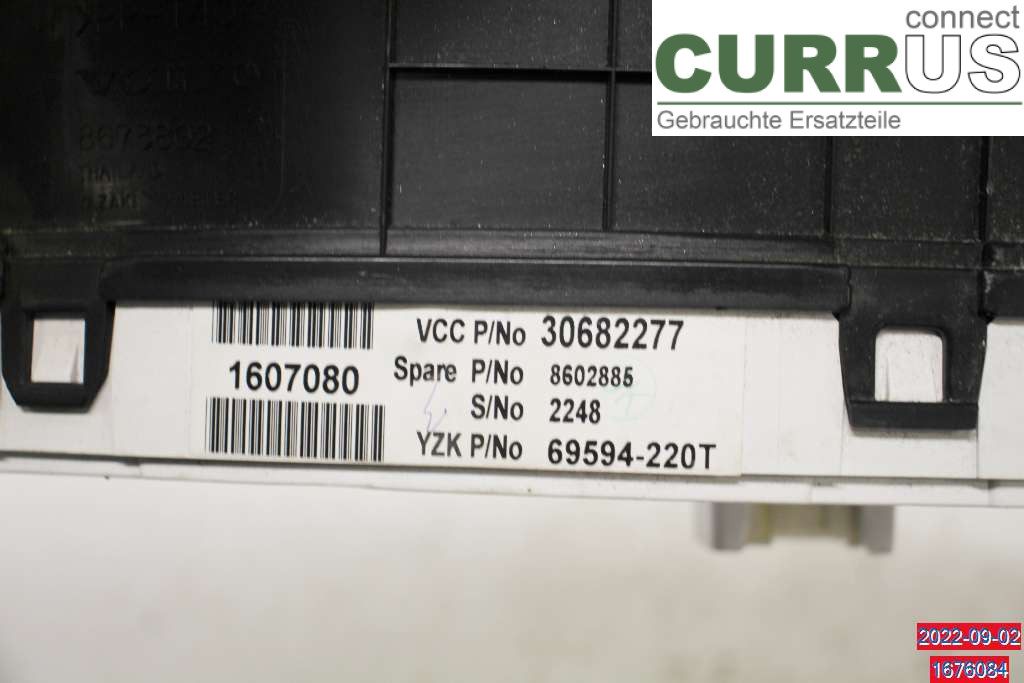 connect
CURRUS
Gebrauchte Ersatzteile
VCC P/No 30682277
1607080
Spare P/No 8602885
S/No 2248
YZK P/No 69594-220T
2022-09-02
1676084